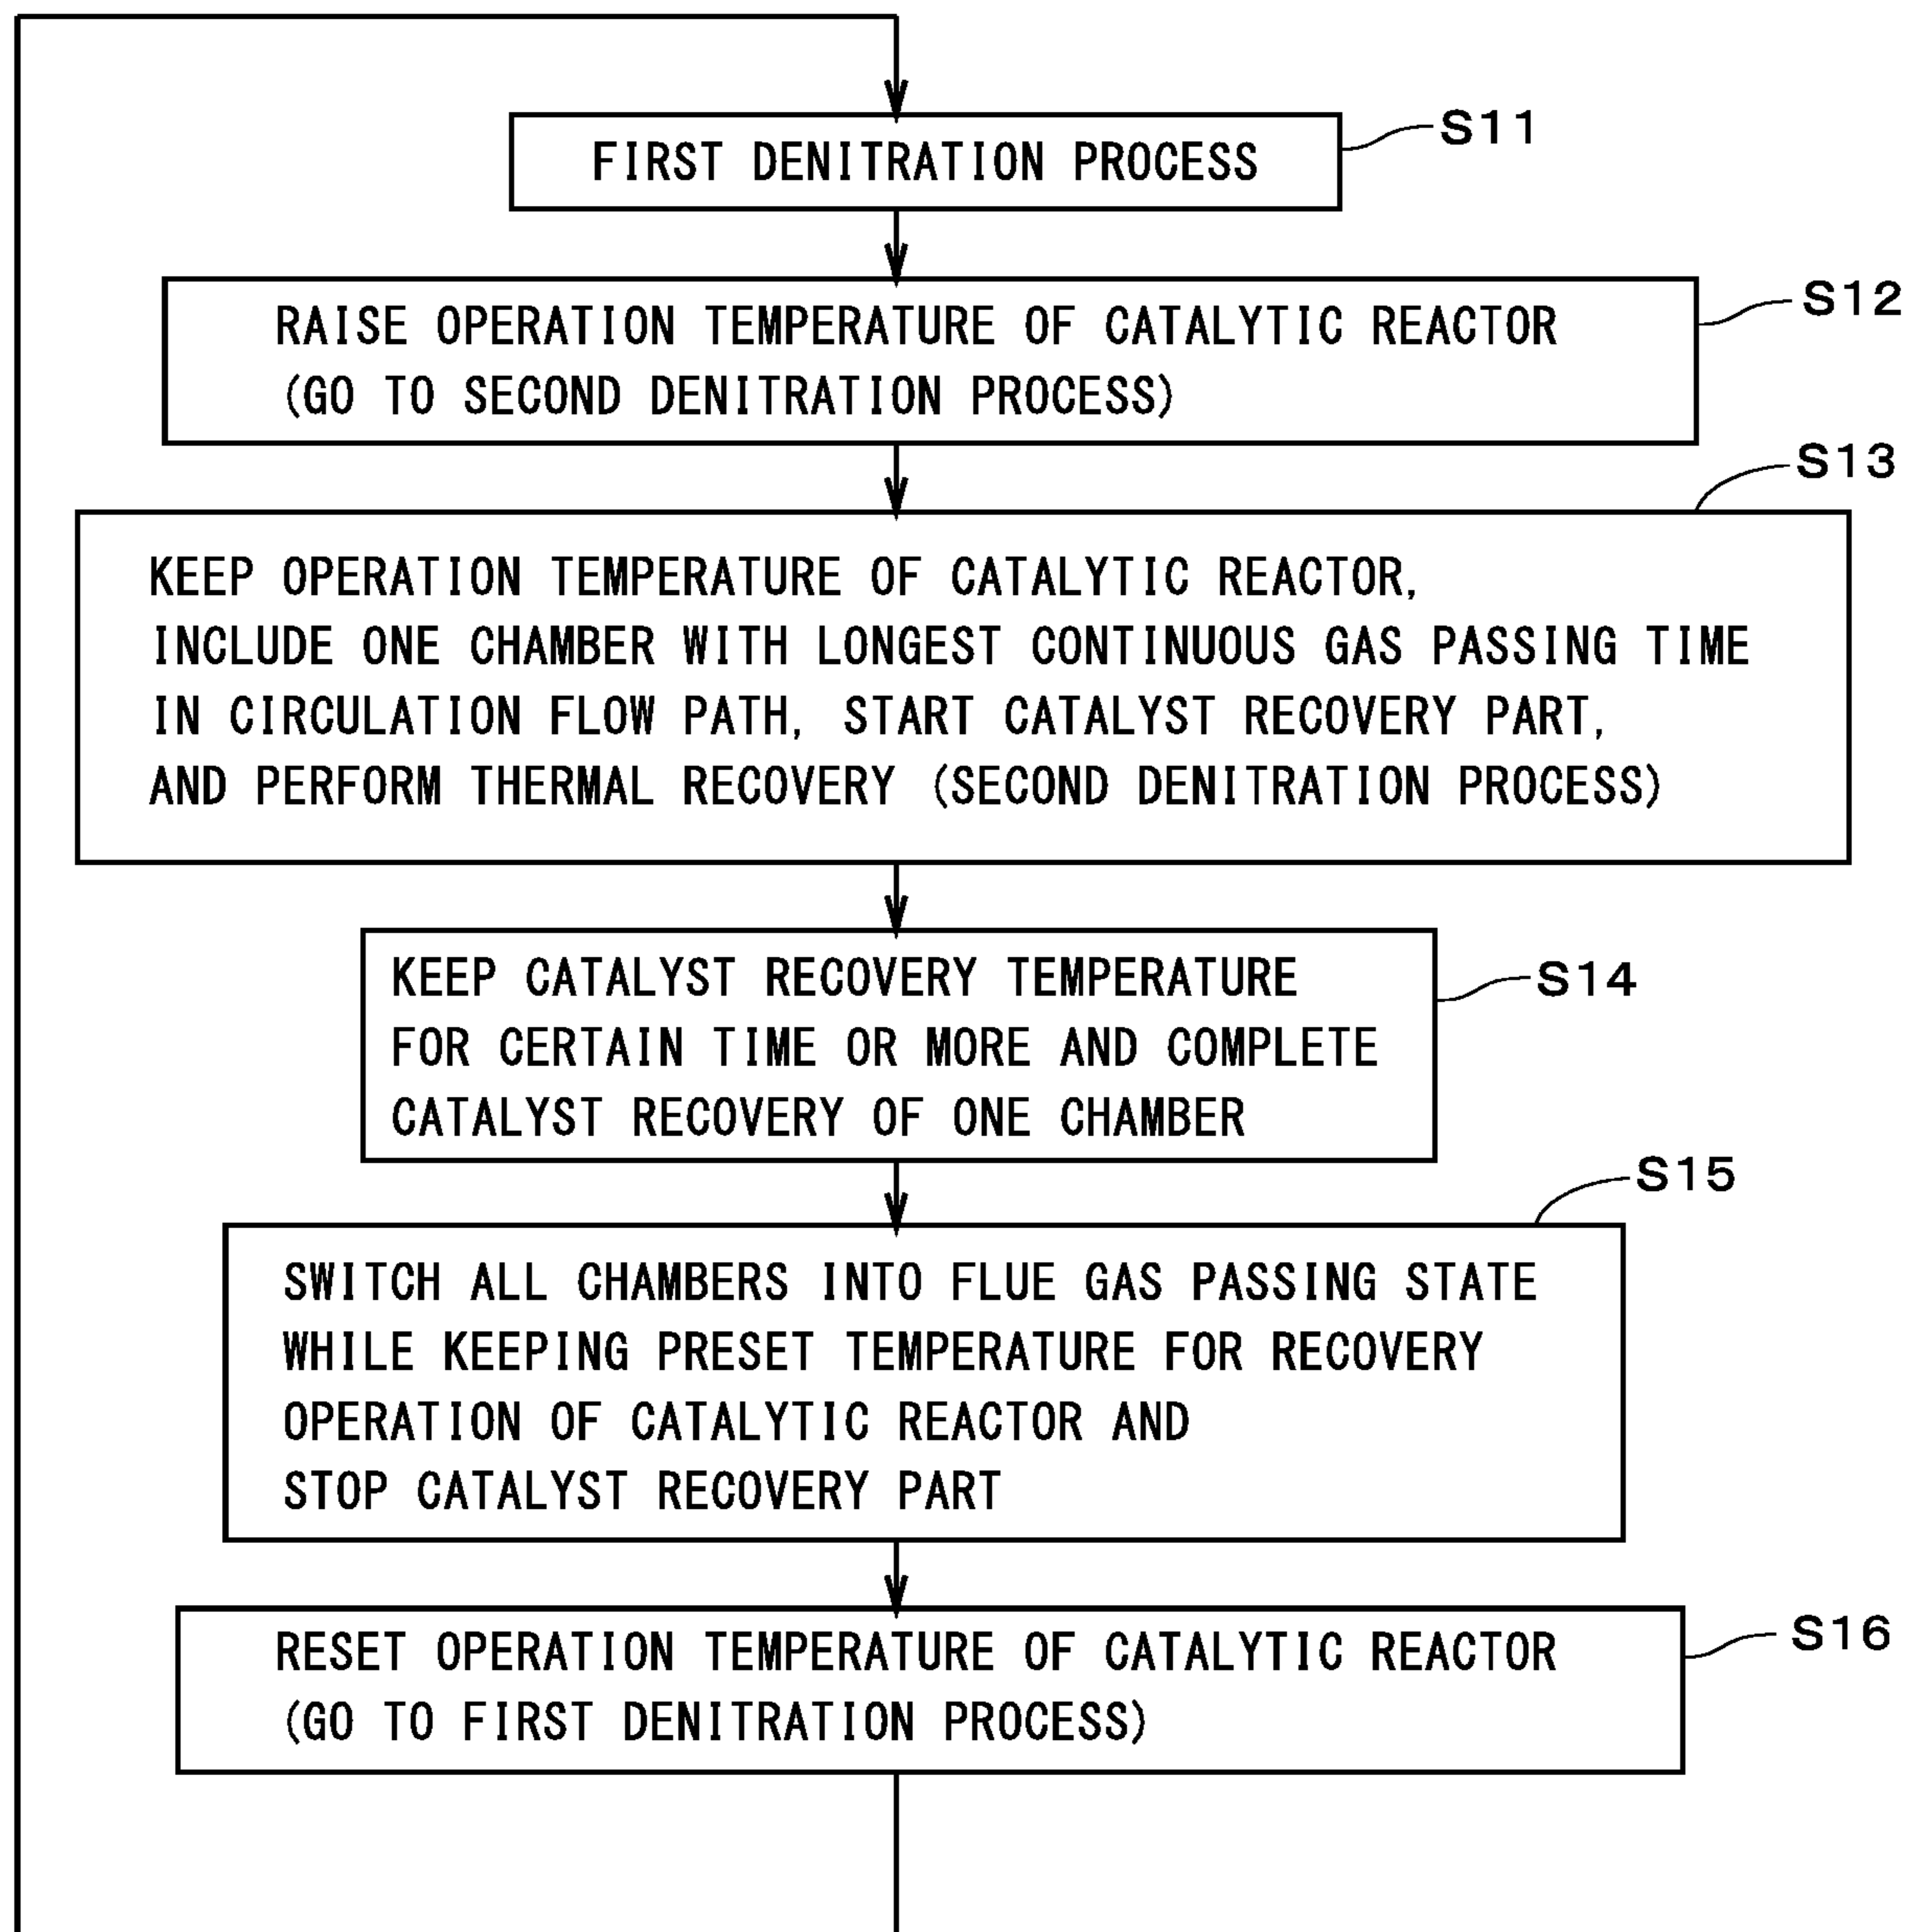 FIRST DENITRATION PROCESS
S11
RAISE OPERATION TEMPERATURE OF CATALYTIC REACTOR
(GO TO SECOND DENITRATION PROCESS)
S12
S13
KEEP OPERATION TEMPERATURE OF CATALYTIC REACTOR,
INCLUDE ONE CHAMBER WITH LONGEST CONTINUOUS GAS PASSING TIME
IN CIRCULATION FLOW PATH, START CATALYST RECOVERY PART,
AND PERFORM THERMAL RECOVERY (SECOND DENITRATION PROCESS)
KEEP CATALYST RECOVERY TEMPERATURE
FOR CERTAIN TIME OR MORE AND COMPLETE
CATALYST RECOVERY OF ONE CHAMBER
S14
S15
SWITCH ALL CHAMBERS INTO FLUE GAS PASSING STATE
WHILE KEEPING PRESET TEMPERATURE FOR RECOVERY
OPERATION OF CATALYTIC REACTOR AND
STOP CATALYST RECOVERY PART
RESET OPERATION TEMPERATURE OF CATALYTIC REACTOR
(GO TO FIRST DENITRATION PROCESS)
S16